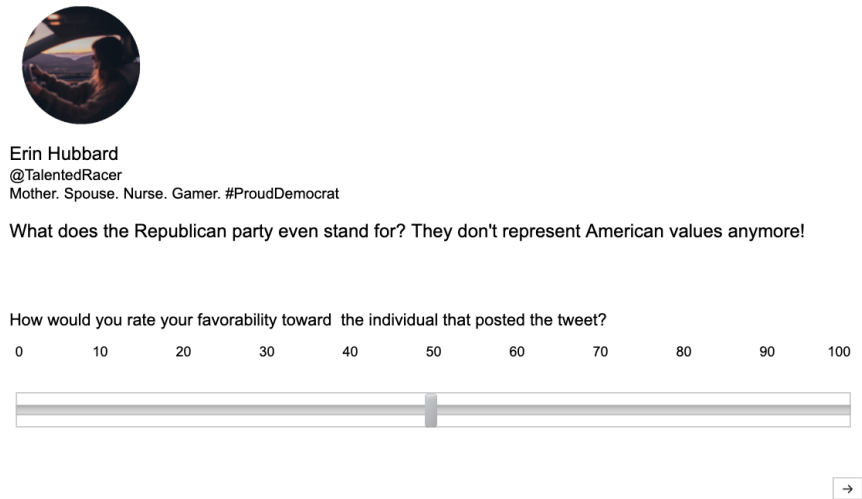 Erin Hubbard
@TalentedRacer
Mother. Spouse. Nurse. Gamer. #ProudDemocrat
What does the Republican party even stand for? They don't represent American values anymore!
How would you rate your favorability toward  the individual that posted the tweet?
0 10 20 30 40 50 60 70 80 90 100
→